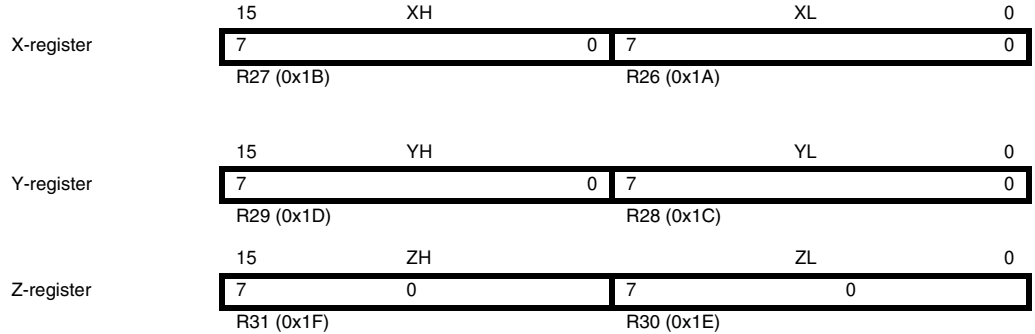 15 XH XL 0
X-register 7 0 7 0
R27 (0x1B) R26 (0x1A)
15 YH YL 0
Y-register 7 0 7 0
R29 (0x1D) R28 (0x1C)
15 ZH ZL 0
Z-register 7 0 7 0
R31 (0x1F) R30 (0x1E)